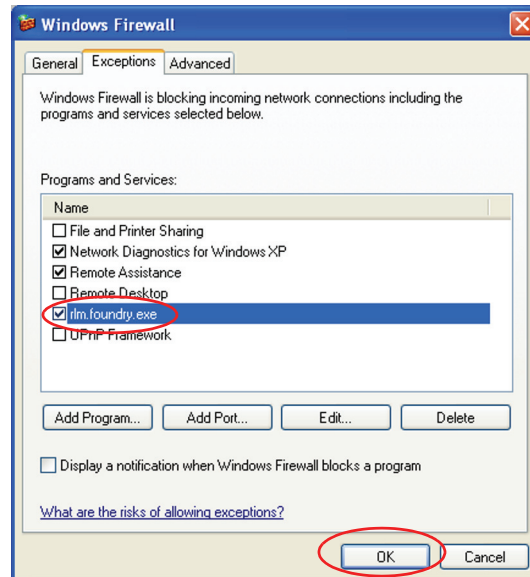 Windows Firewall
General Exceptions Advanced
Windows Firewall is blocking incoming network connections including the
programs and services selected below.
Programs and Services:
Name
File and Printer Sharing
Network Diagnostics for Windows XP
Remote Assistance
Remote Desktop
rlm.foundry.exe
UPnP Framework
Add Program... Add Port... Edit... Delete
Display a notification when Windows Firewall blocks a program
What are the risks of allowing exceptions?
OK Cancel